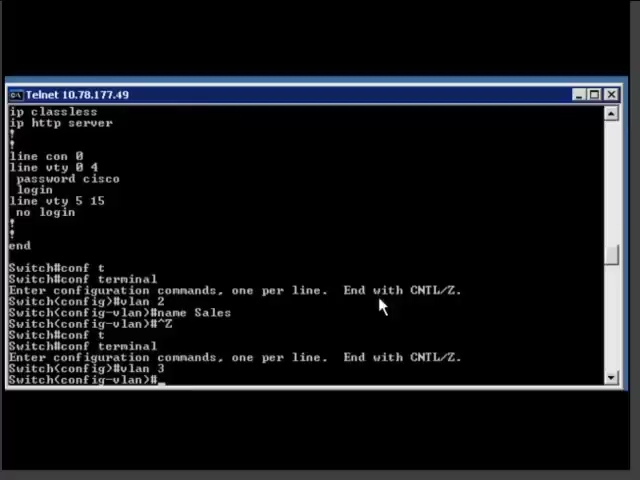 Telnet 10.78.177.49
ip classless
ip http server
!
!
line con 0
line vty 0 4
 password cisco
 login
line vty 5 15
 no login
!
!
end
Switch#conf t
Switch#conf terminal
Enter configuration commands, one per line.  End with CNTL/Z.
Switch(config)#vlan 2
Switch(config-vlan)#name Sales
Switch(config-vlan)#^Z
Switch#conf t
Switch#conf terminal
Enter configuration commands, one per line.  End with CNTL/Z.
Switch(config)#vlan 3
Switch(config-vlan)#_